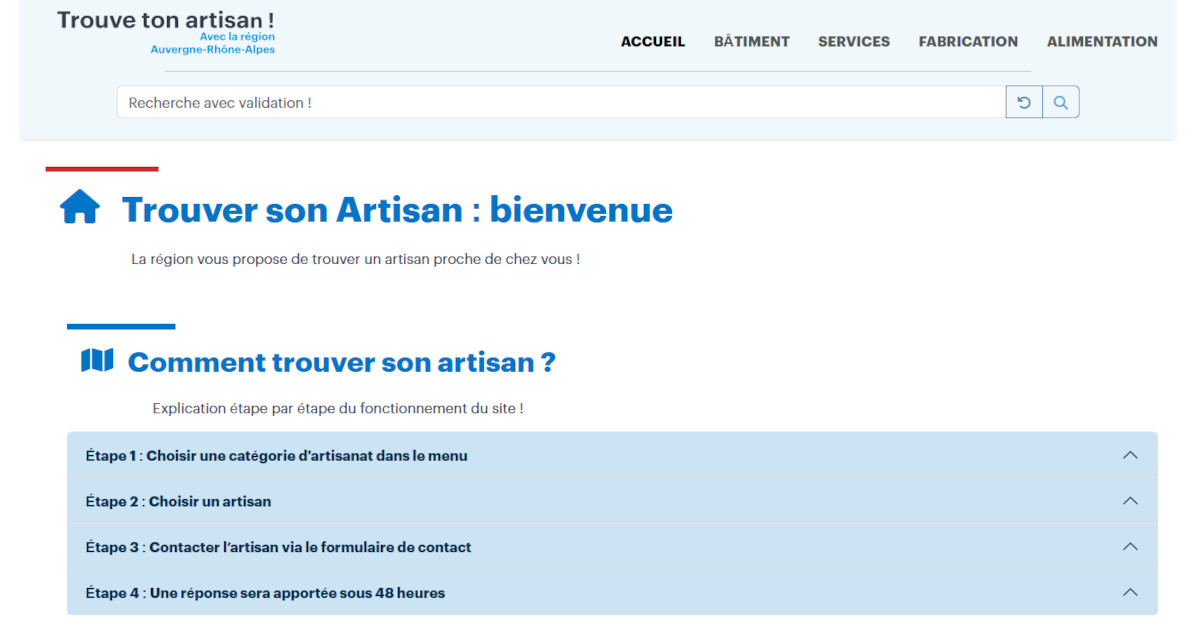 Trouve ton artisan !
Avec la région
Auvergne-Rhône-Alpes
ACCUEIL BÂTIMENT SERVICES FABRICATION ALIMENTATION
Recherche avec validation !
Trouver son Artisan : bienvenue
La région vous propose de trouver un artisan proche de chez vous !
Comment trouver son artisan ?
Explication étape par étape du fonctionnement du site !
Étape 1 : Choisir une catégorie d'artisanat dans le menu
Étape 2 : Choisir un artisan
Étape 3 : Contacter l’artisan via le formulaire de contact
Étape 4 : Une réponse sera apportée sous 48 heures